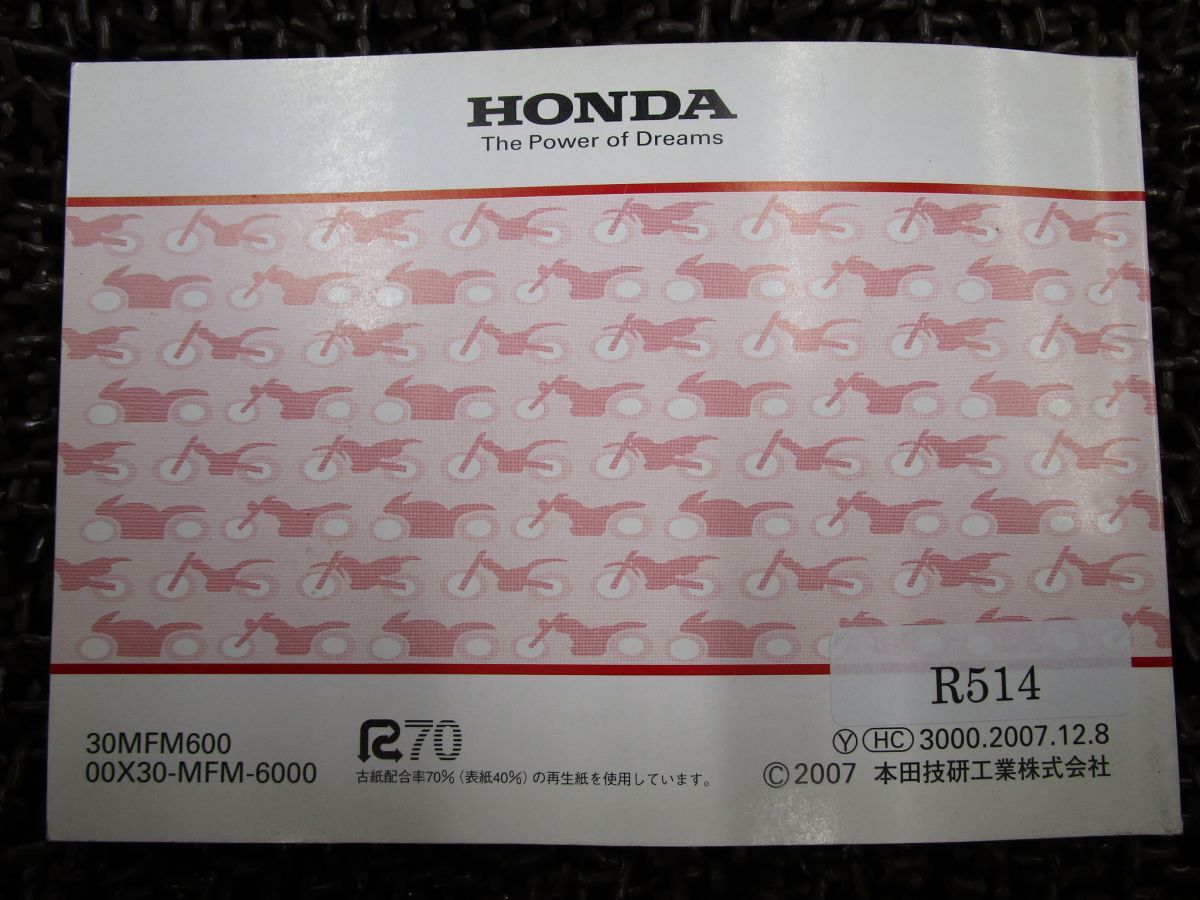 HONDA
The Power of Dreams
R514
30MFM600
00X30-MFM-6000
R70
古紙配合率70%（表紙40%）の再生紙を使用しています。
Ⓨ HC 3000.2007.12.8
©2007 本田技研工業株式会社